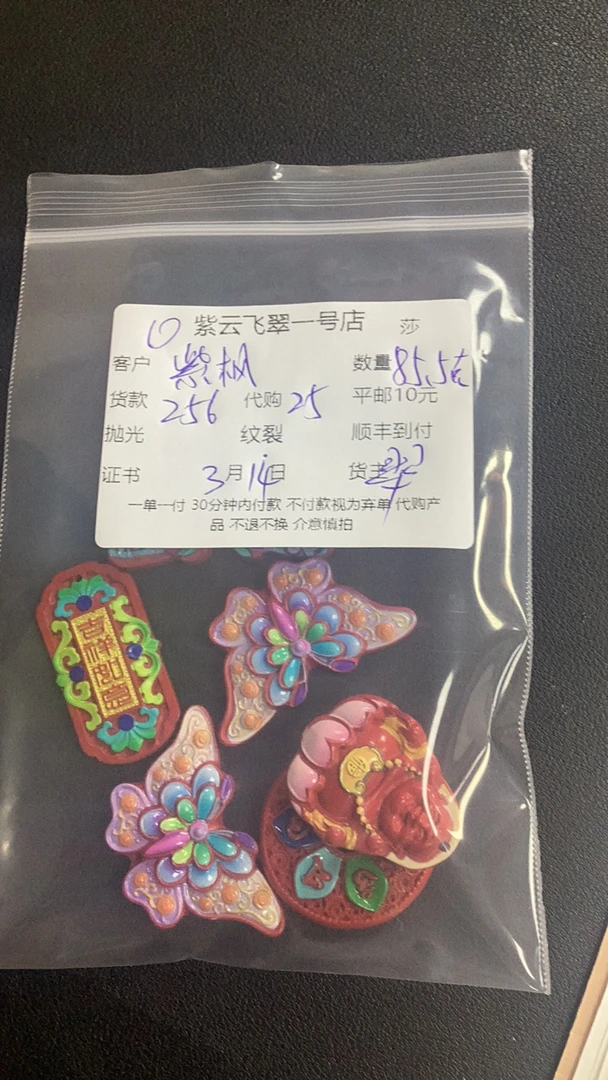 紫云飞翠一号店 莎
客户 紫枫 数量 85.5克
货款 256 代购 25 平邮10元
抛光 纹裂 顺丰到付
证书 3月14日 货主
一单一付 30分钟内付款 不付款视为弃单 代购产
品 不退不换 介意慎拍
吉祥如意